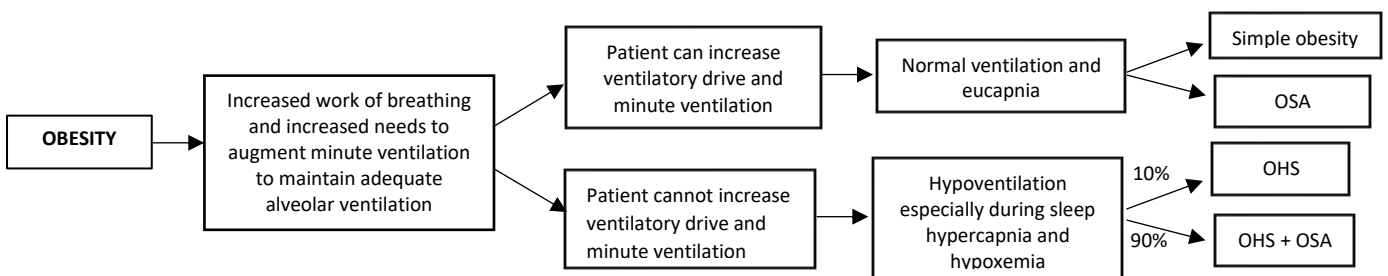 OBESITY
Increased work of breathing
and increased needs to
augment minute ventilation
to maintain adequate
alveolar ventilation
Patient can increase
ventilatory drive and
minute ventilation
Normal ventilation and
eucapnia
Simple obesity
OSA
Patient cannot increase
ventilatory drive and
minute ventilation
Hypoventilation
especially during sleep
hypercapnia and
hypoxemia
10%
OHS
90%
OHS + OSA